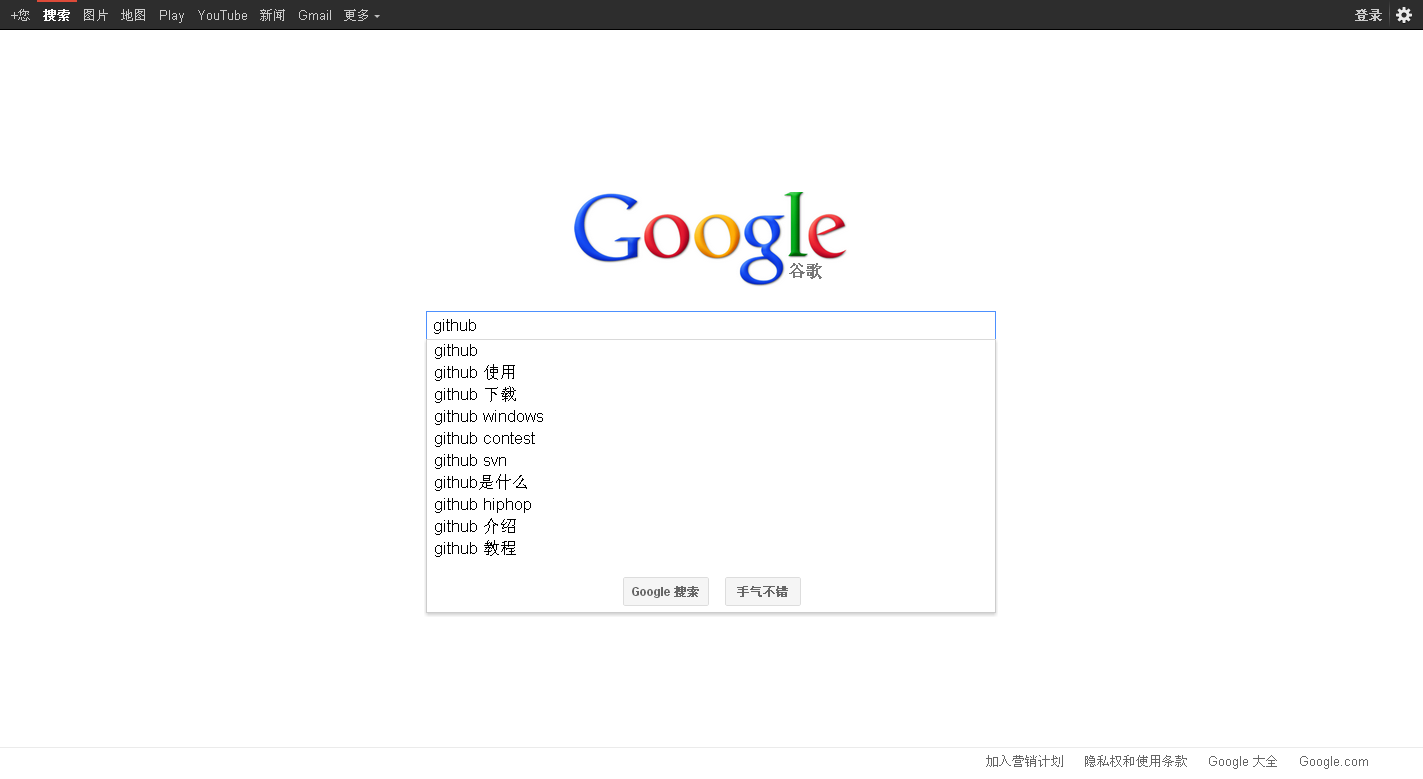 +您 搜索 图片 地图 Play YouTube 新闻 Gmail 更多 登录
Google
谷歌
github
github
github 使用
github 下载
github windows
github contest
github svn
github是什么
github hiphop
github 介绍
github 教程
Google 搜索 手气不错
加入营销计划 隐私权和使用条款 Google 大全 Google.com